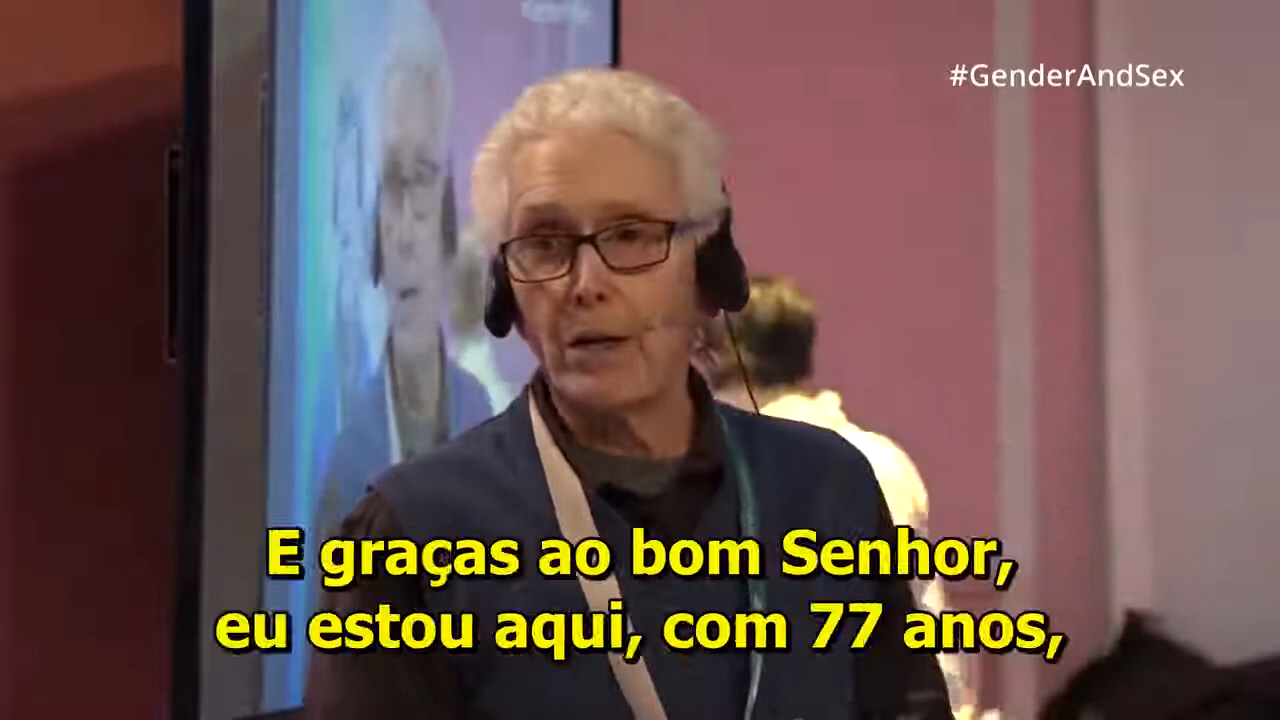 #GenderAndSex
E graças ao bom Senhor,
eu estou aqui, com 77 anos,